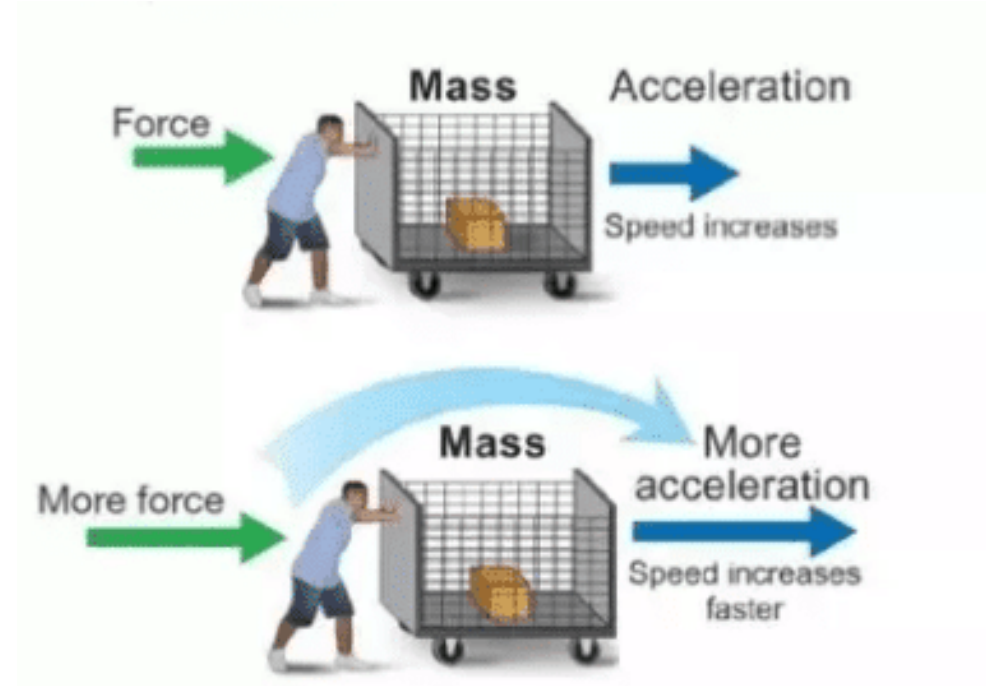 Mass
Acceleration
Force
Speed increases
Mass
More
acceleration
More force
Speed increases
faster